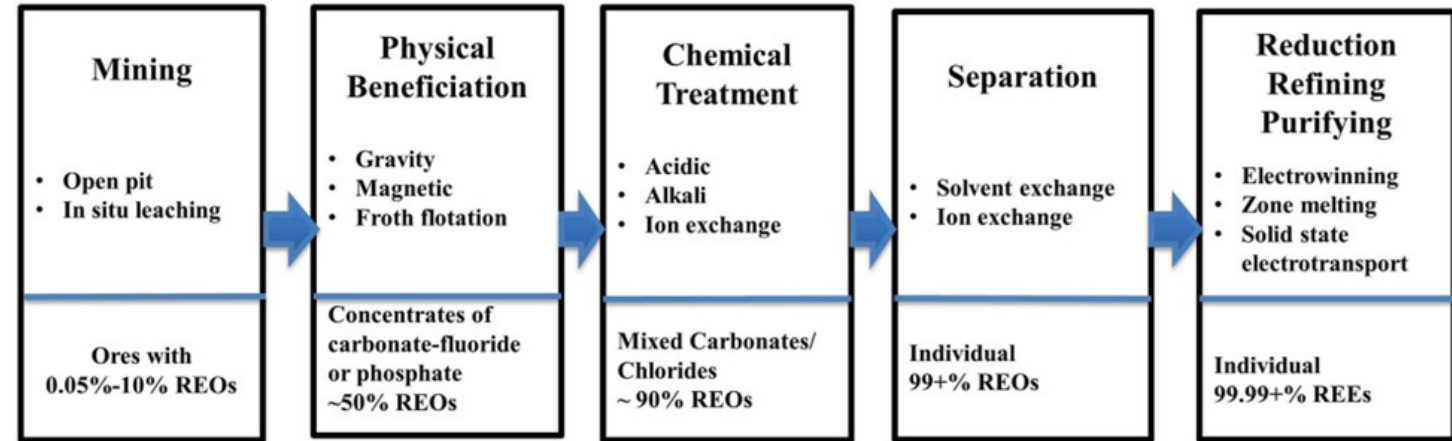 Mining
• Open pit
• In situ leaching
Ores with
0.05%-10% REOs
Physical
Beneficiation
• Gravity
• Magnetic
• Froth flotation
Concentrates of
carbonate-fluoride
or phosphate
~50% REOs
Chemical
Treatment
• Acidic
• Alkali
• Ion exchange
Mixed Carbonates/
Chlorides
~ 90% REOs
Separation
• Solvent exchange
• Ion exchange
Individual
99+% REOs
Reduction
Refining
Purifying
• Electrowinning
• Zone melting
• Solid state
electrotransport
Individual
99.99+% REEs